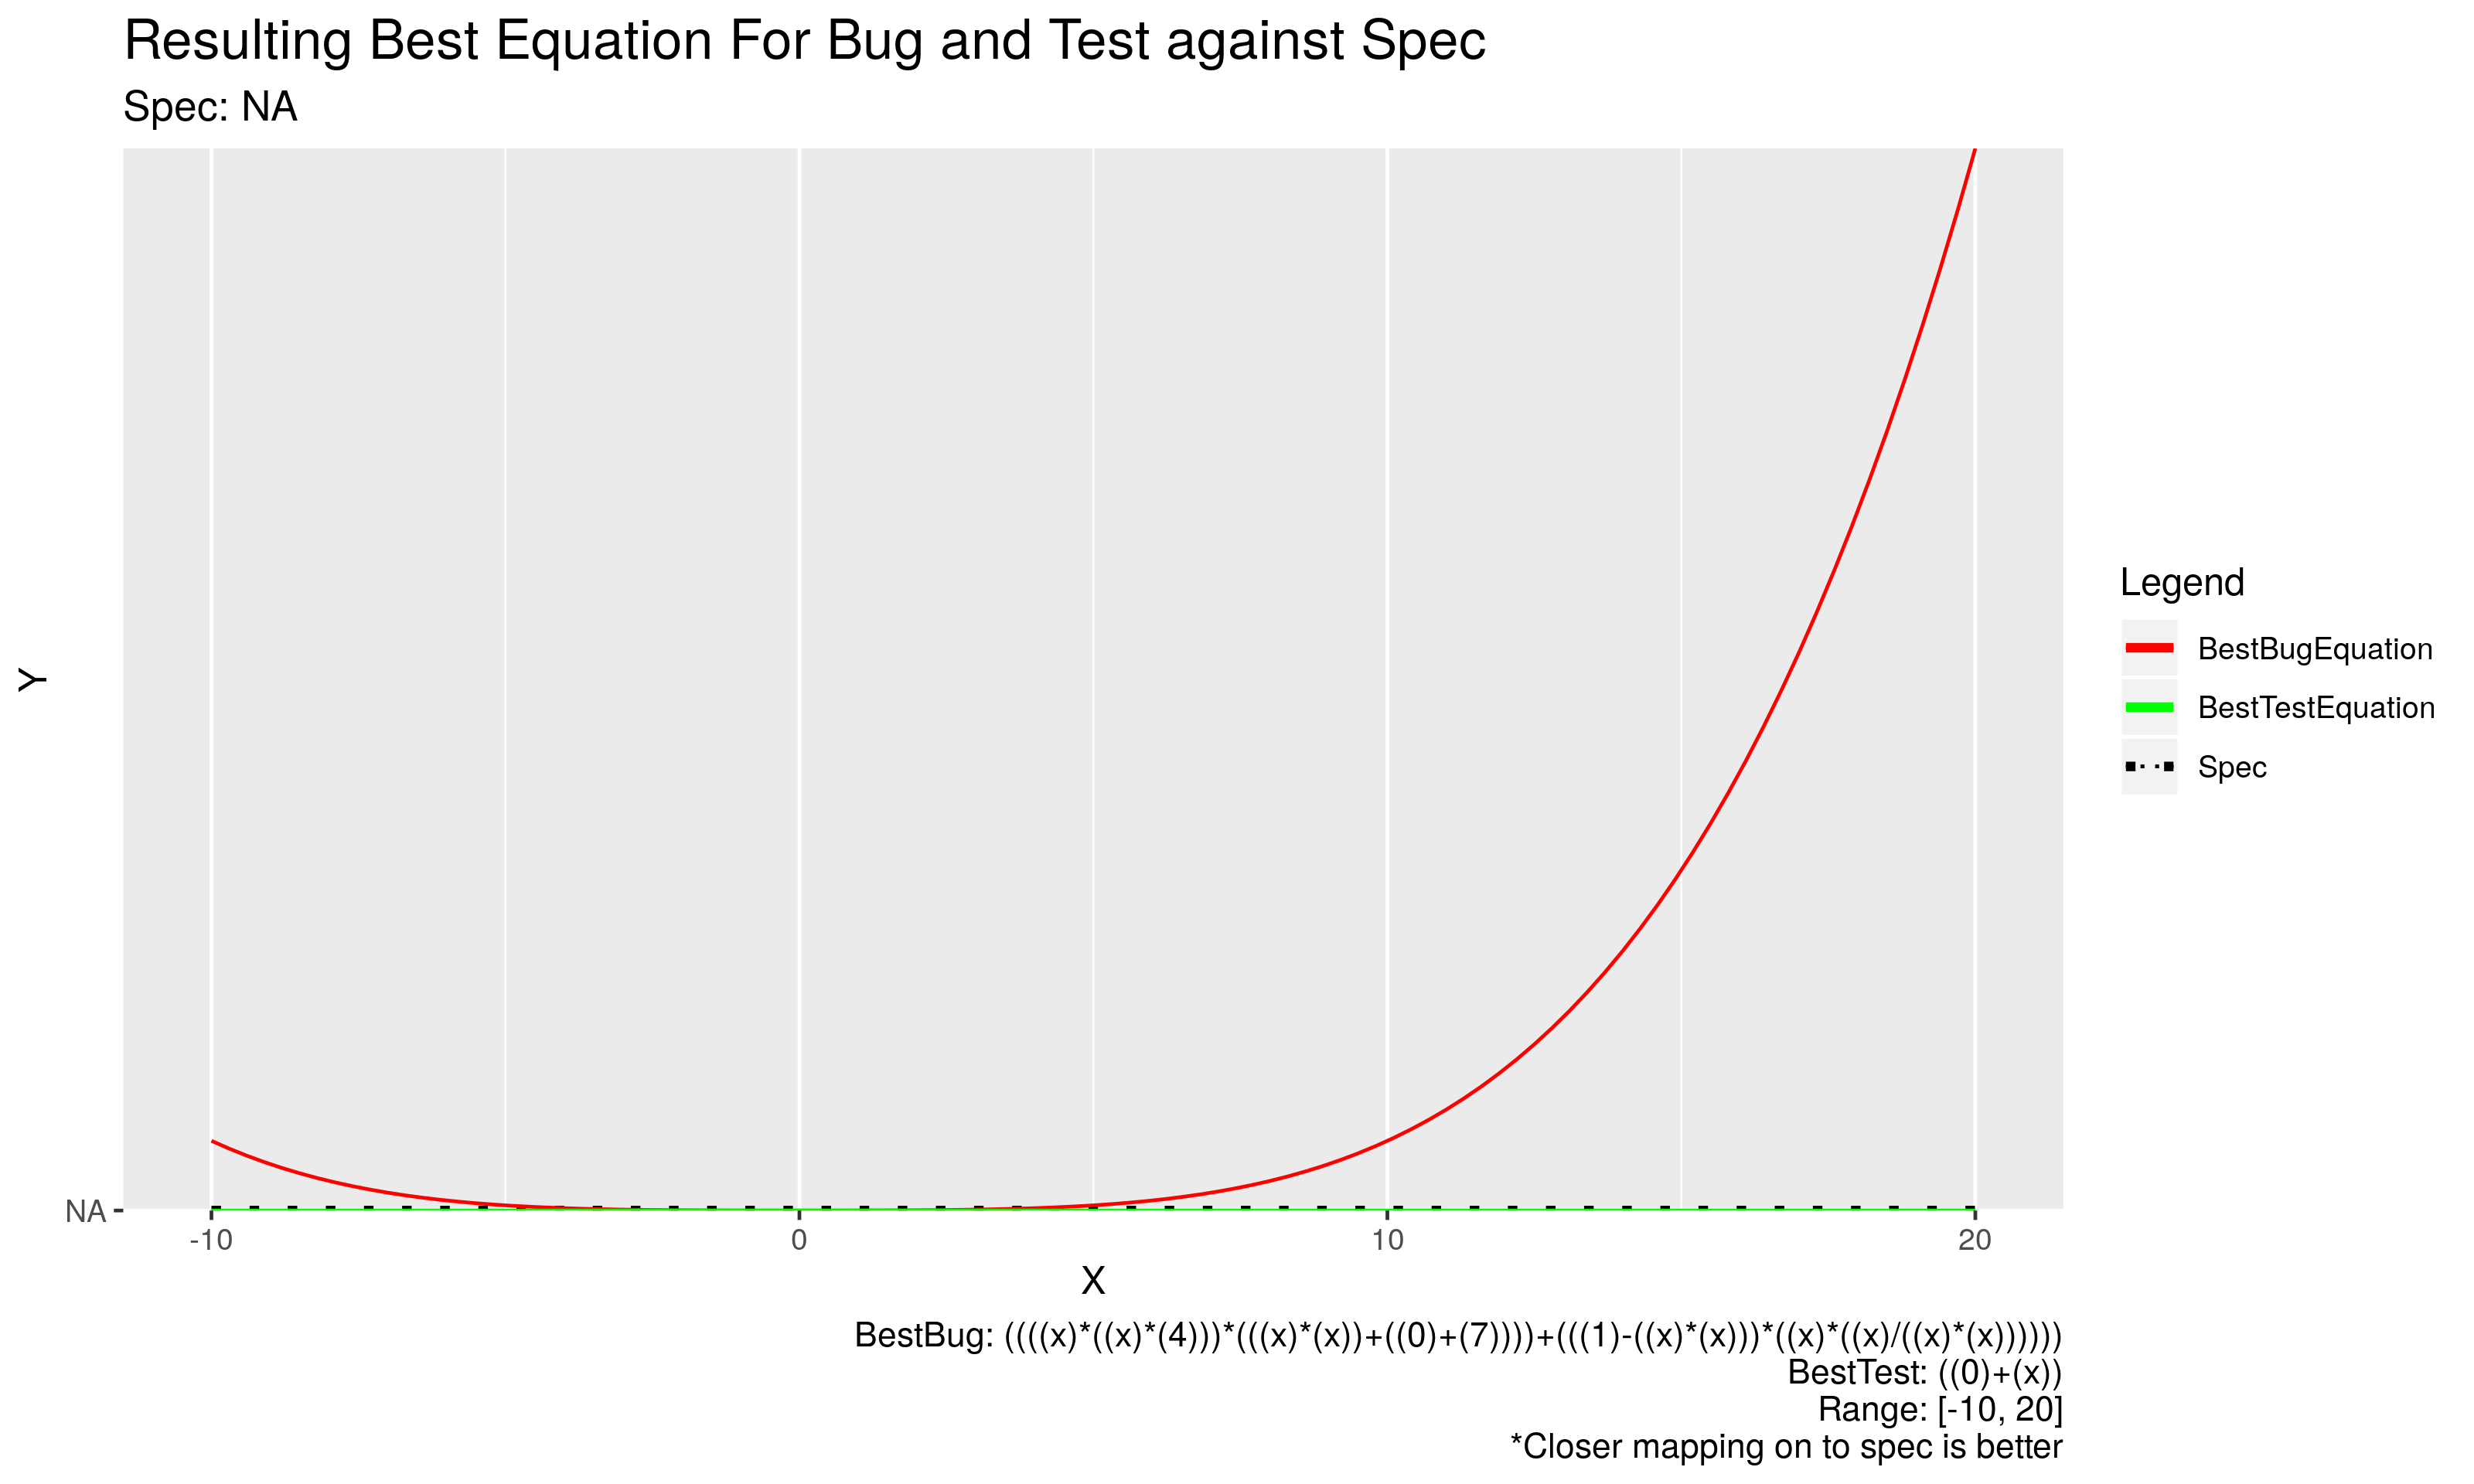 Resulting Best Equation For Bug and Test against Spec
Spec: NA
Y
NA
-10
0
10
20
X
Legend
BestBugEquation
BestTestEquation
Spec
BestBug: ((((x)*((x)*(4)))*(((x)*(x))+((0)+(7))))+(((1)-((x)*(x)))*((x)*((x)/((x)*(x))))))
BestTest: ((0)+(x))
Range: [-10, 20]
*Closer mapping on to spec is better